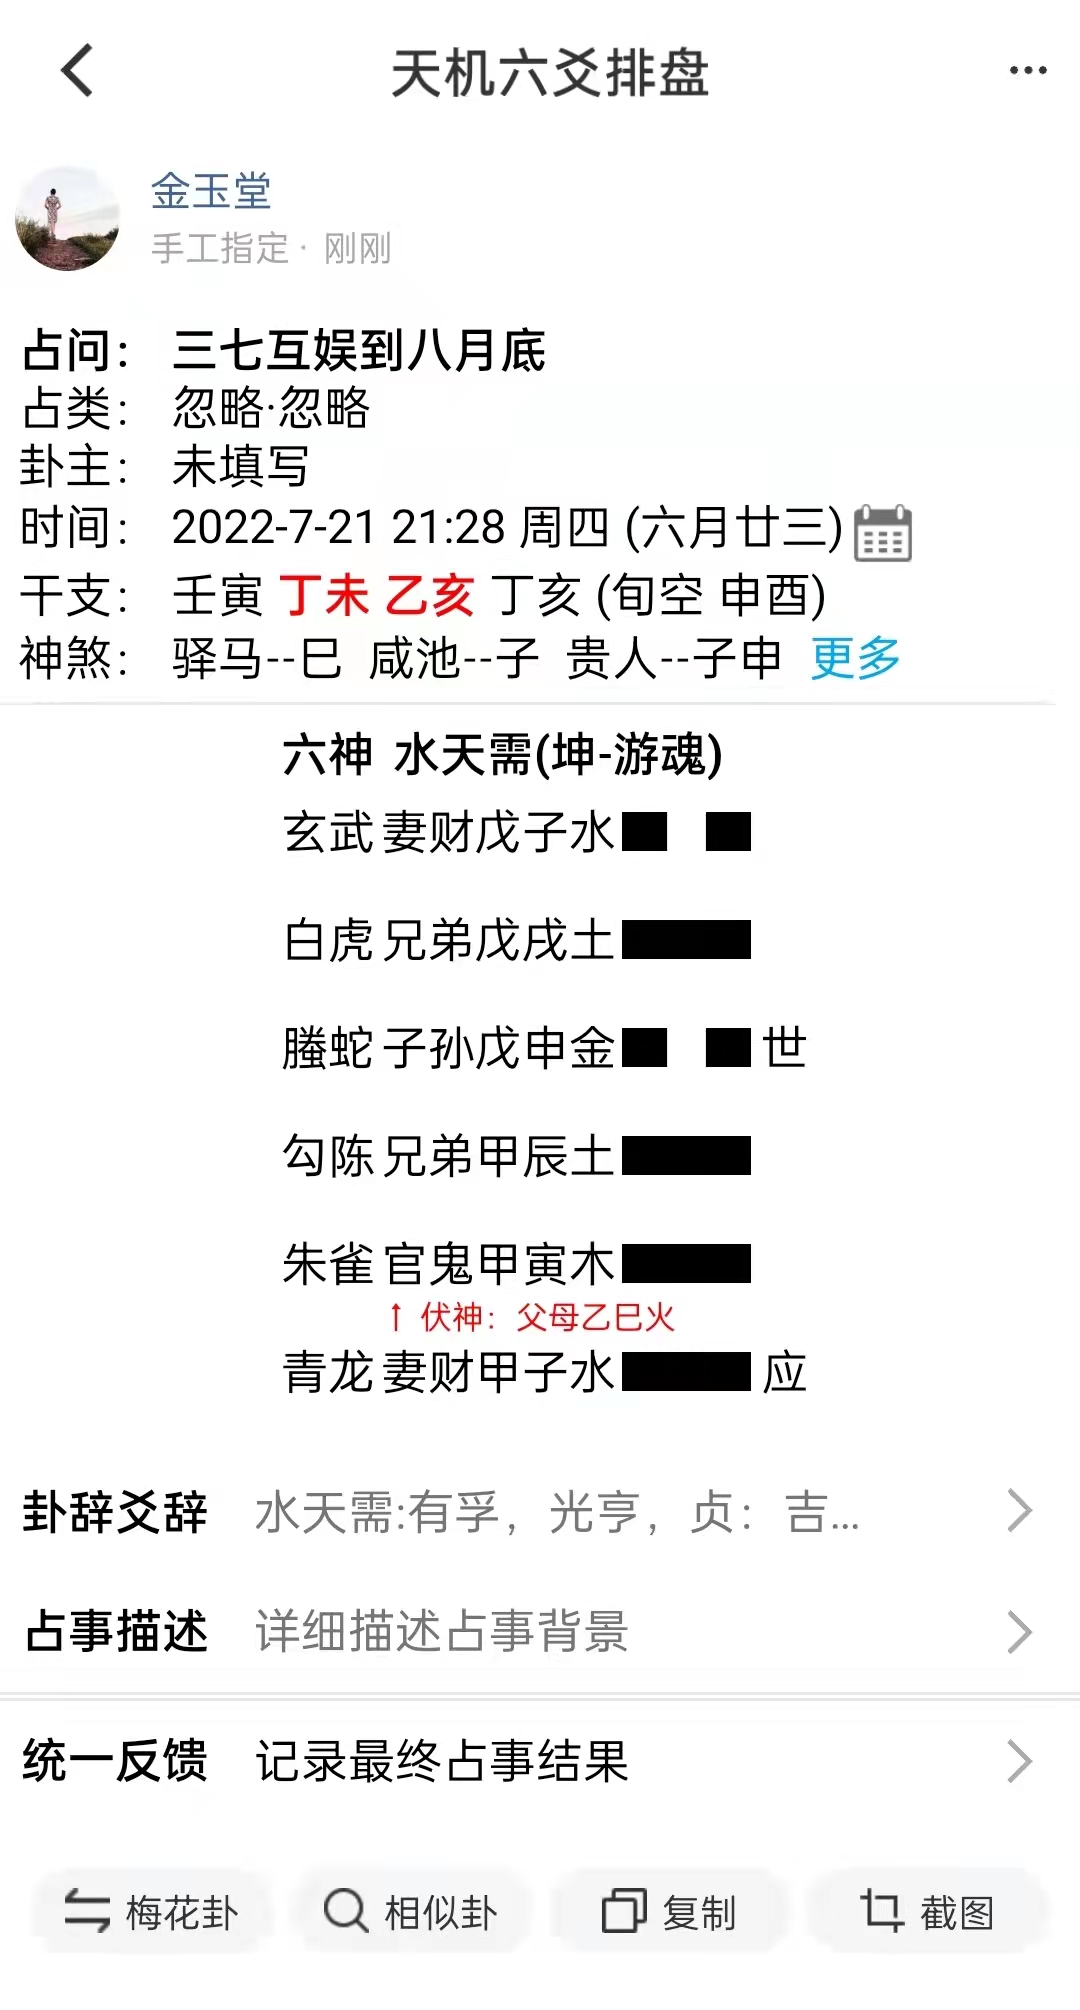 天机六爻排盘
金玉堂
手工指定· 刚刚
占问： 三七互娱到八月底
占类： 忽略·忽略
卦主： 未填写
时间： 2022-7-21 21:28 周四 (六月廿三)
干支： 壬寅 丁未 乙亥 丁亥 (旬空 申酉)
神煞： 驿马--巳 咸池--子 贵人--子申 更多
六神 水天需(坤-游魂)
玄武 妻财戊子水
白虎 兄弟戊戌土
螣蛇 子孙戊申金 世
勾陈 兄弟甲辰土
朱雀 官鬼甲寅木
↑ 伏神：父母乙巳火
青龙 妻财甲子水 应
卦辞爻辞 水天需:有孚，光亨，贞：吉...
占事描述 详细描述占事背景
统一反馈 记录最终占事结果
梅花卦 相似卦 复制 截图